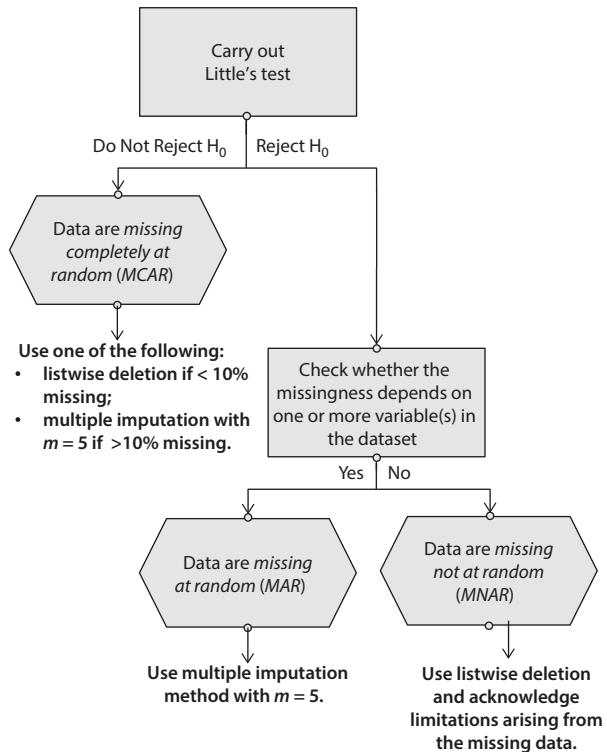 Carry out
Little's test
Do Not Reject H0
Reject H0
Data are missing
completely at
random (MCAR)
Use one of the following:
• listwise deletion if < 10%
missing;
• multiple imputation with
m = 5 if >10% missing.
Check whether the
missingness depends on
one or more variable(s) in
the dataset
Yes
No
Data are missing
at random (MAR)
Data are missing
not at random
(MNAR)
Use multiple imputation
method with m = 5.
Use listwise deletion
and acknowledge
limitations arising from
the missing data.